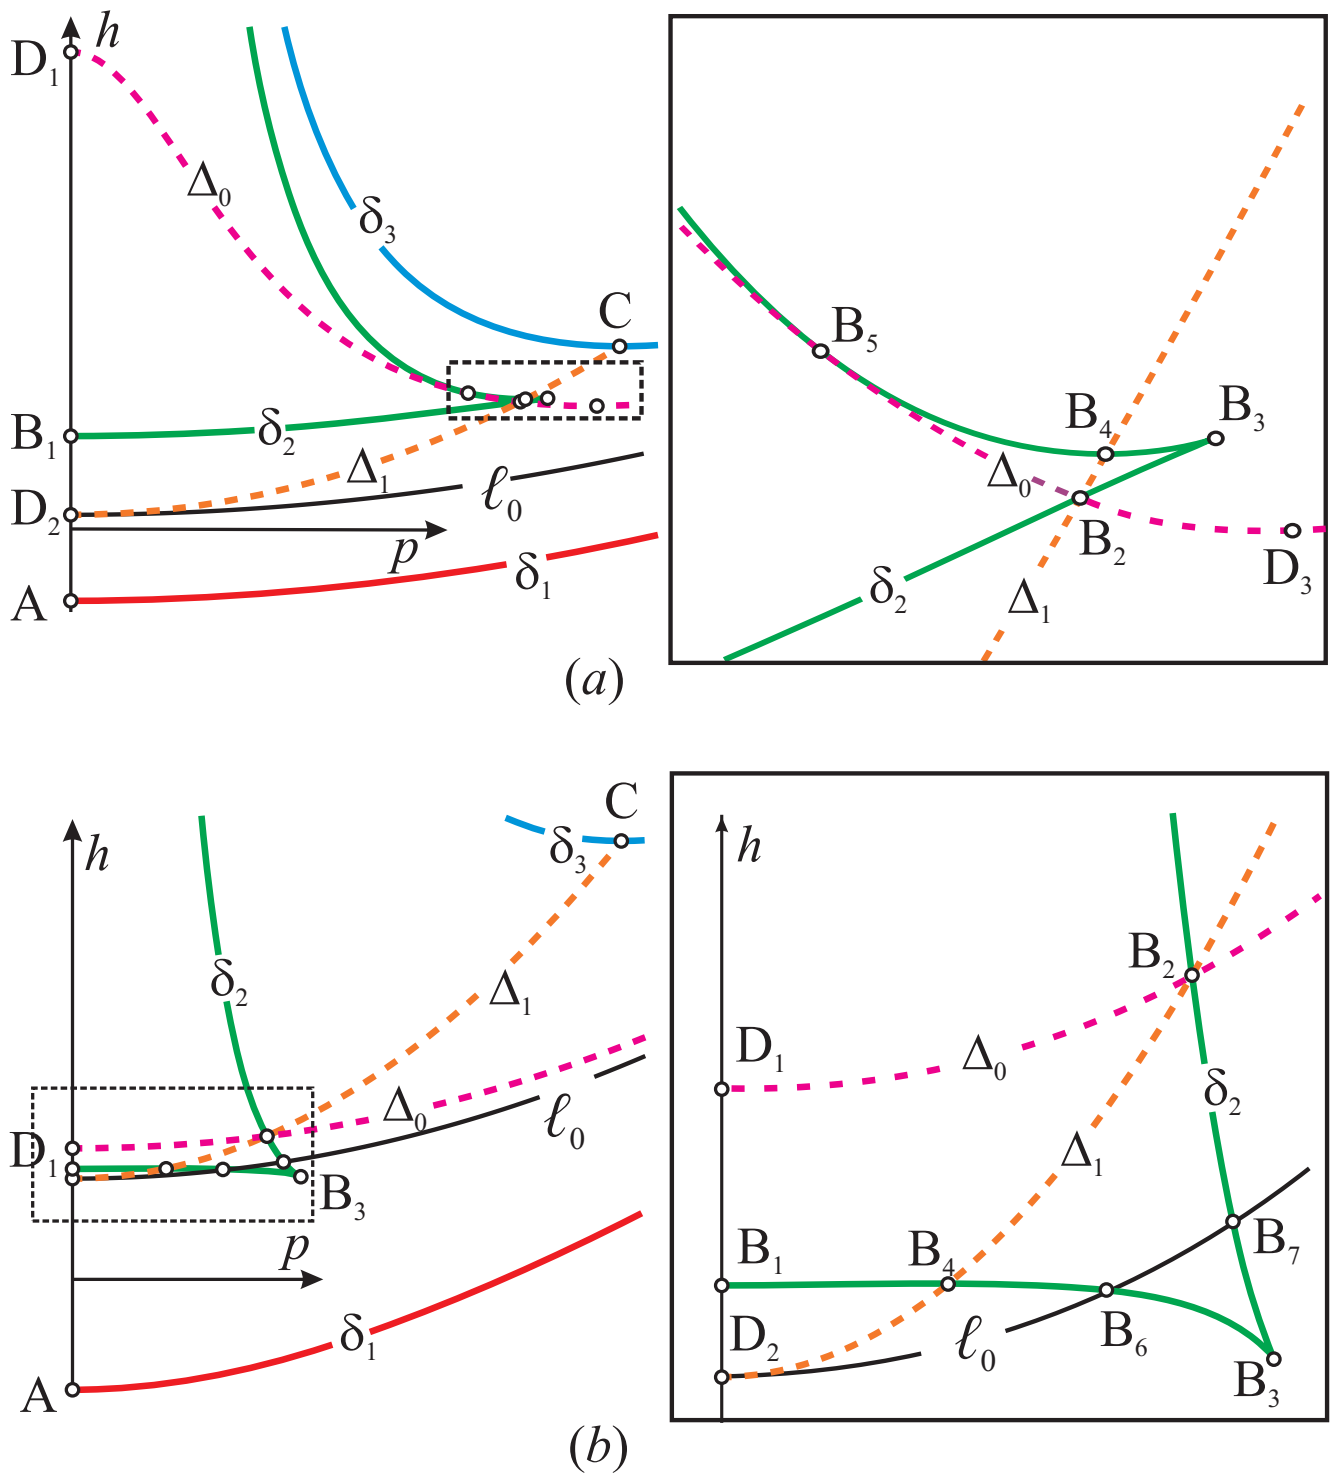 h
D₁
Δ₀
δ₃
C
B₁
δ₂
Δ₁
ℓ₀
D₂
p
A
δ₁
B₅
B₄
B₃
Δ₀
B₂
D₃
δ₂
Δ₁
(a)
C
h
δ₃
δ₂
Δ₁
D₁
Δ₀
ℓ₀
B₃
p
δ₁
A
h
B₂
D₁
Δ₀
δ₂
Δ₁
B₁
B₄
B₇
D₂
ℓ₀
B₆
B₃
(b)